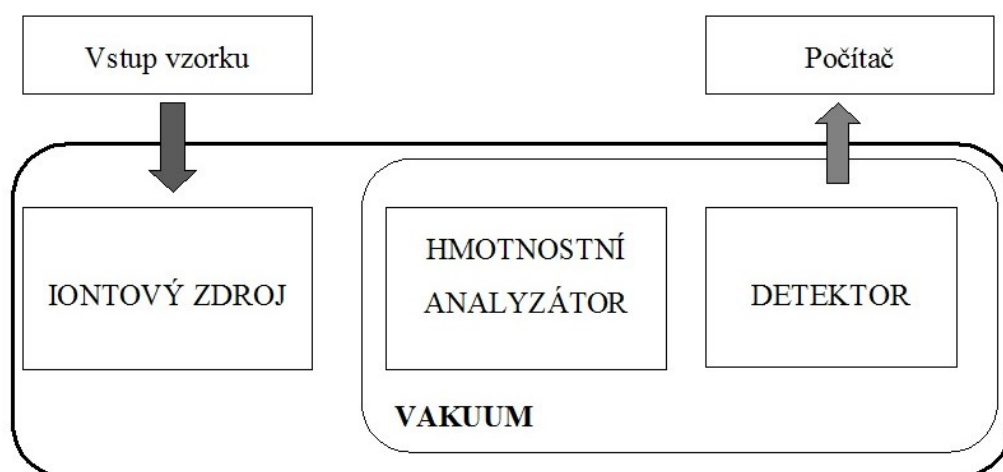 Vstup vzorku
Počítač
IONTOVÝ ZDROJ
HMOTNOSTNÍ
ANALYZÁTOR
DETEKTOR
VAKUUM